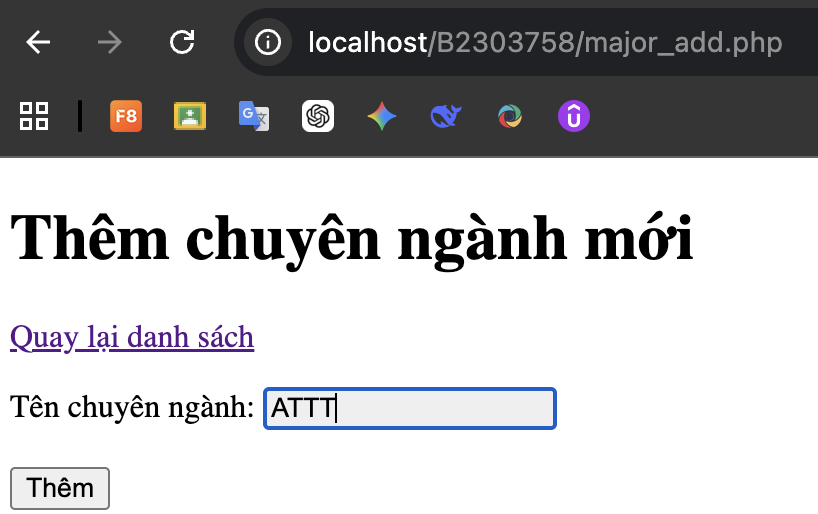 localhost/B2303758/major_add.php
F8
G
Thêm chuyên ngành mới
Quay lại danh sách
Tên chuyên ngành: ATTT
Thêm